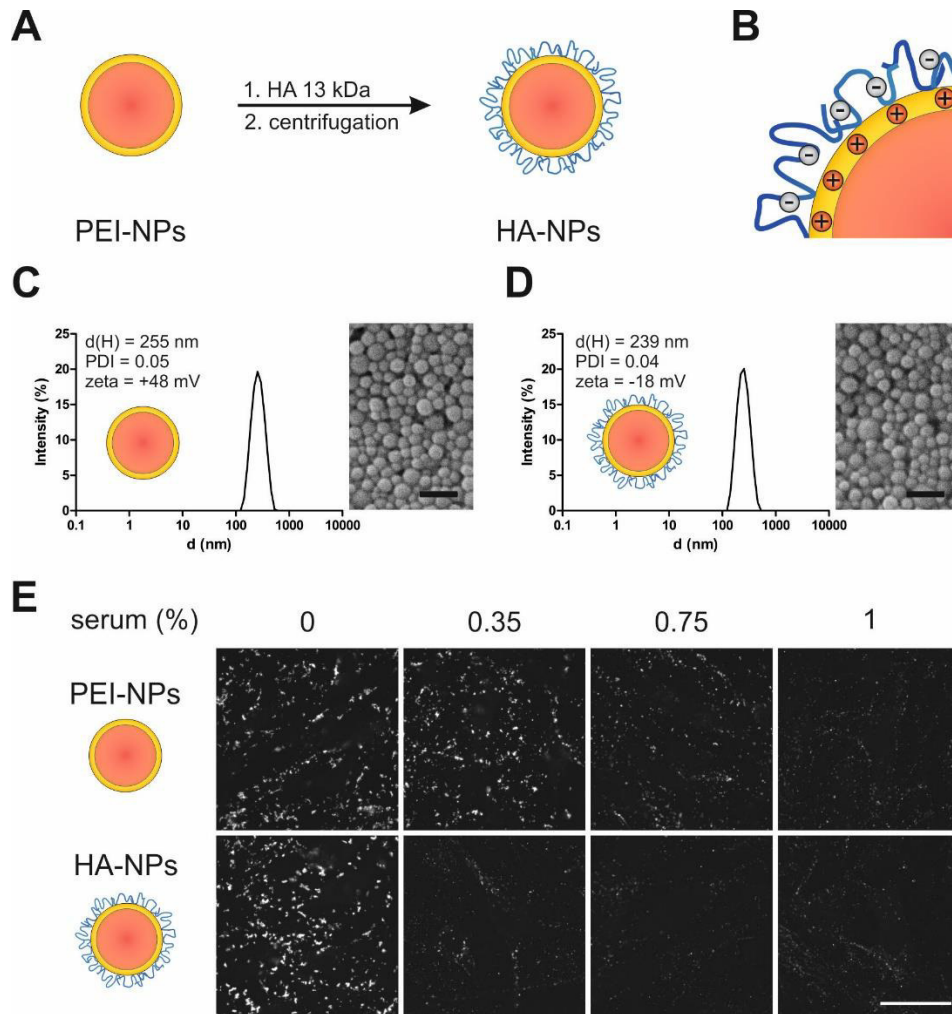 A
B
1. HA 13 kDa
2. centrifugation
PEI-NPs
HA-NPs
+
+
+
+
+
-
-
-
-
-
C
D
d(H) = 255 nm
PDI = 0.05
zeta = +48 mV
Intensity (%)
25
20
15
10
5
0
0.1
1
10
100
1000
10000
d (nm)
d(H) = 239 nm
PDI = 0.04
zeta = -18 mV
Intensity (%)
25
20
15
10
5
0
0.1
1
10
100
1000
10000
d (nm)
E
serum (%)
0
0.35
0.75
1
PEI-NPs
HA-NPs